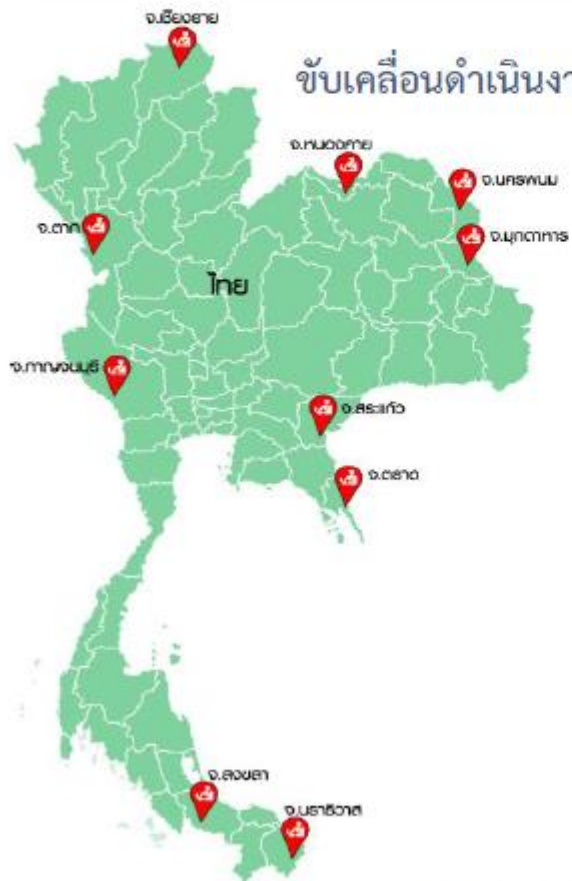 จ.เชียงราย
ขับเคลื่อนดำเนินง
จ.หนองคาย
จ.นครพนม
จ.ตาก
จ.มุกดาหาร
ไทย
จ.กาญจนบุรี
จ.สระแก้ว
จ.ตราด
จ.สงขลา
จ.นราธิวาส